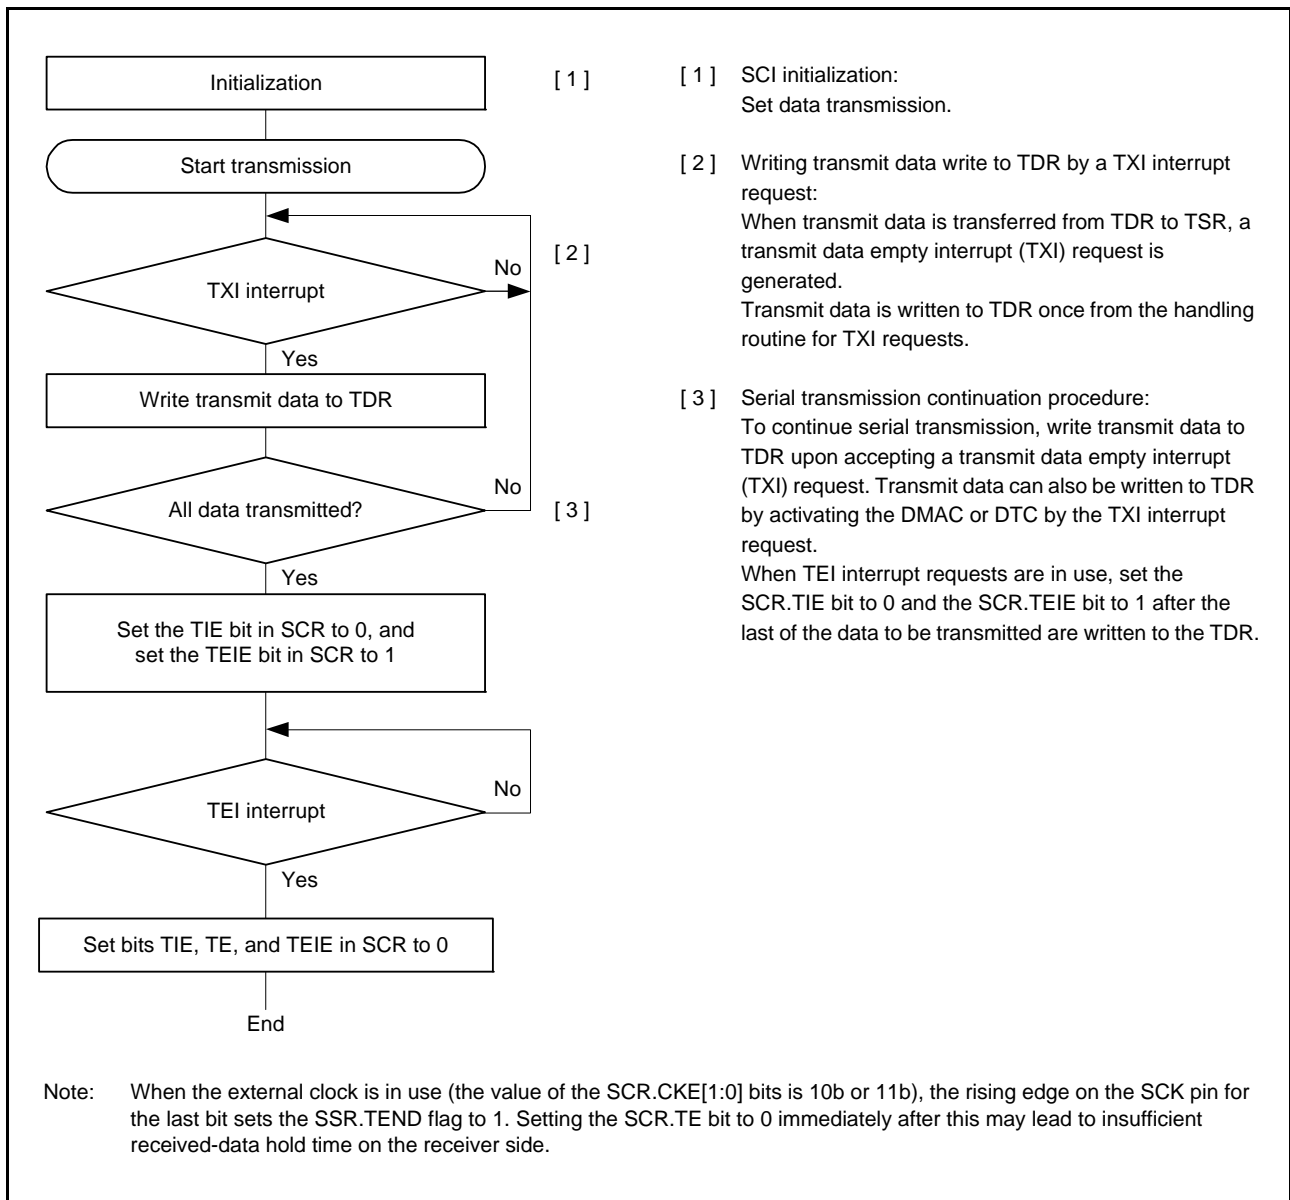 Initialization
[ 1 ]
Start transmission
[ 2 ]
TXI interrupt
No
Yes
Write transmit data to TDR
All data transmitted?
No
[ 3 ]
Yes
Set the TIE bit in SCR to 0, and
set the TEIE bit in SCR to 1
TEI interrupt
No
Yes
Set bits TIE, TE, and TEIE in SCR to 0
End
[ 1 ] SCI initialization:
Set data transmission.
[ 2 ] Writing transmit data write to TDR by a TXI interrupt
request:
When transmit data is transferred from TDR to TSR, a
transmit data empty interrupt (TXI) request is
generated.
Transmit data is written to TDR once from the handling
routine for TXI requests.
[ 3 ] Serial transmission continuation procedure:
To continue serial transmission, write transmit data to
TDR upon accepting a transmit data empty interrupt
(TXI) request. Transmit data can also be written to TDR
by activating the DMAC or DTC by the TXI interrupt
request.
When TEI interrupt requests are in use, set the
SCR.TIE bit to 0 and the SCR.TEIE bit to 1 after the
last of the data to be transmitted are written to the TDR.
Note: When the external clock is in use (the value of the SCR.CKE[1:0] bits is 10b or 11b), the rising edge on the SCK pin for
the last bit sets the SSR.TEND flag to 1. Setting the SCR.TE bit to 0 immediately after this may lead to insufficient
received-data hold time on the receiver side.